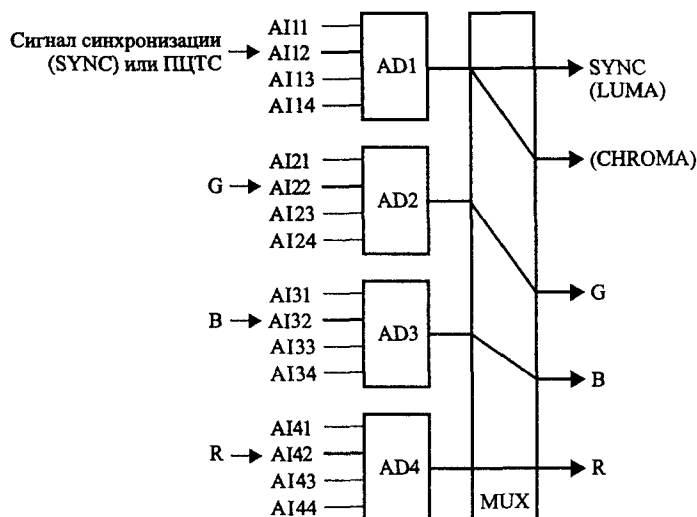 Сигнал синхронизации
(SYNC) или ПЦТС
AI11
AI12
AI13
AI14
AD1
SYNC
(LUMA)
(CHROMA)
G
AI21
AI22
AI23
AI24
AD2
G
B
AI31
AI32
AI33
AI34
AD3
B
R
AI41
AI42
AI43
AI44
AD4
R
MUX